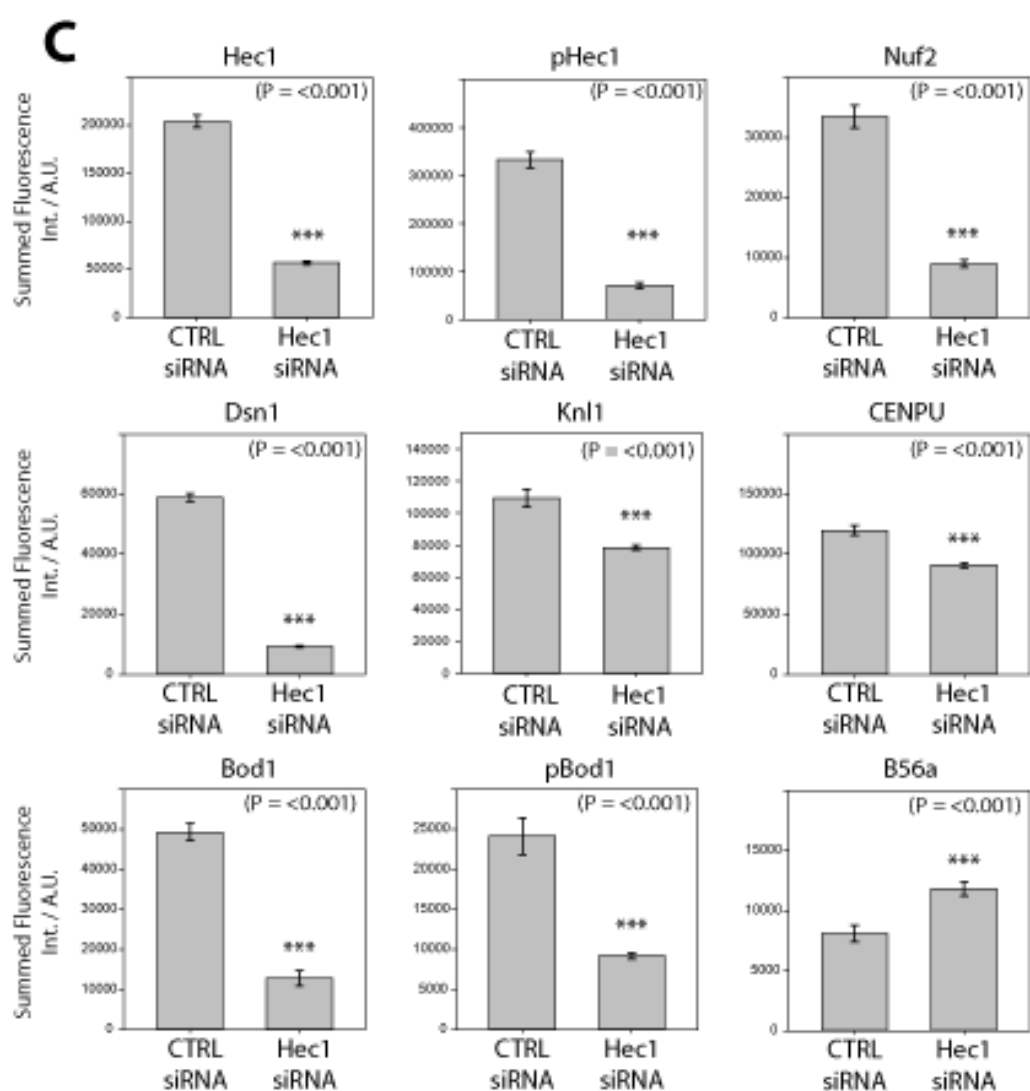 C
Hec1
pHec1
Nuf2
(P = <0.001)
(P = <0.001)
(P = <0.001)
Summed Fluorescence
Int. / A.U.
200000
150000
100000
50000
0
***
400000
300000
200000
100000
0
***
30000
20000
10000
0
***
CTRL siRNA
Hec1 siRNA
CTRL siRNA
Hec1 siRNA
CTRL siRNA
Hec1 siRNA
Dsn1
Knl1
CENPU
(P = <0.001)
(P = <0.001)
(P = <0.001)
Summed Fluorescence
Int. / A.U.
60000
40000
20000
0
***
140000
120000
100000
80000
60000
40000
20000
0
***
150000
100000
50000
0
***
CTRL siRNA
Hec1 siRNA
CTRL siRNA
Hec1 siRNA
CTRL siRNA
Hec1 siRNA
Bod1
pBod1
B56a
(P = <0.001)
(P = <0.001)
(P = <0.001)
Summed Fluorescence
Int. / A.U.
50000
40000
30000
20000
10000
0
***
25000
20000
15000
10000
5000
0
***
15000
10000
5000
0
***
CTRL siRNA
Hec1 siRNA
CTRL siRNA
Hec1 siRNA
CTRL siRNA
Hec1 siRNA